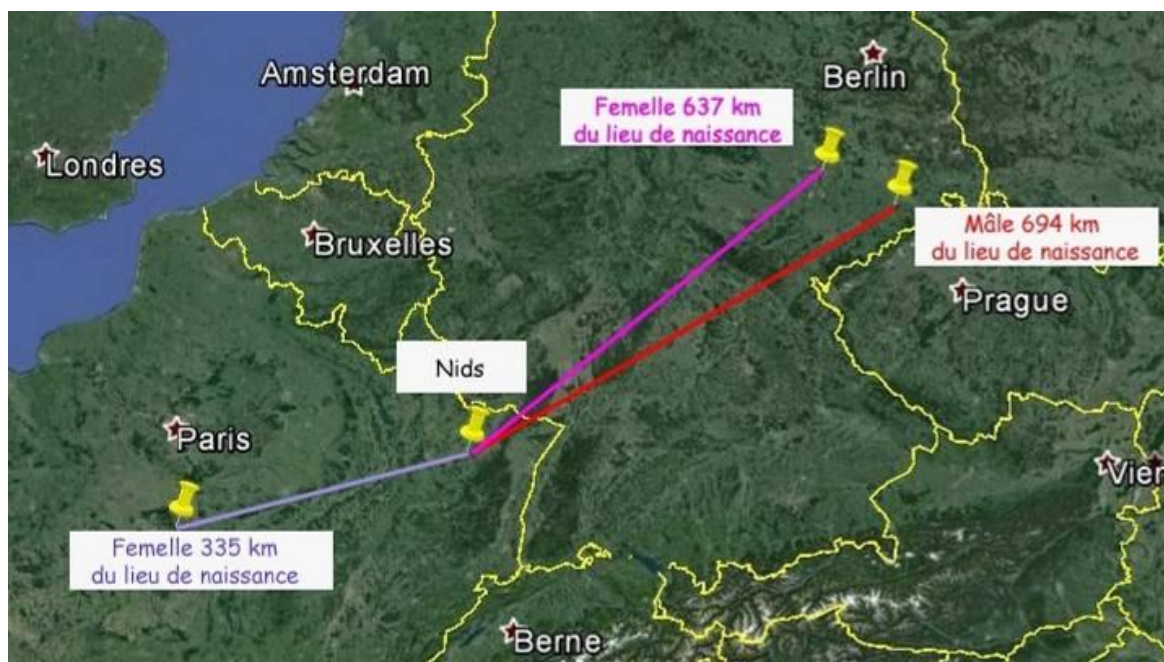 Amsterdam
Berlin
Femelle 637 km
du lieu de naissance
Londres
Mâle 694 km
du lieu de naissance
Bruxelles
Prague
Nids
Paris
Vier
Femelle 335 km
du lieu de naissance
Berne